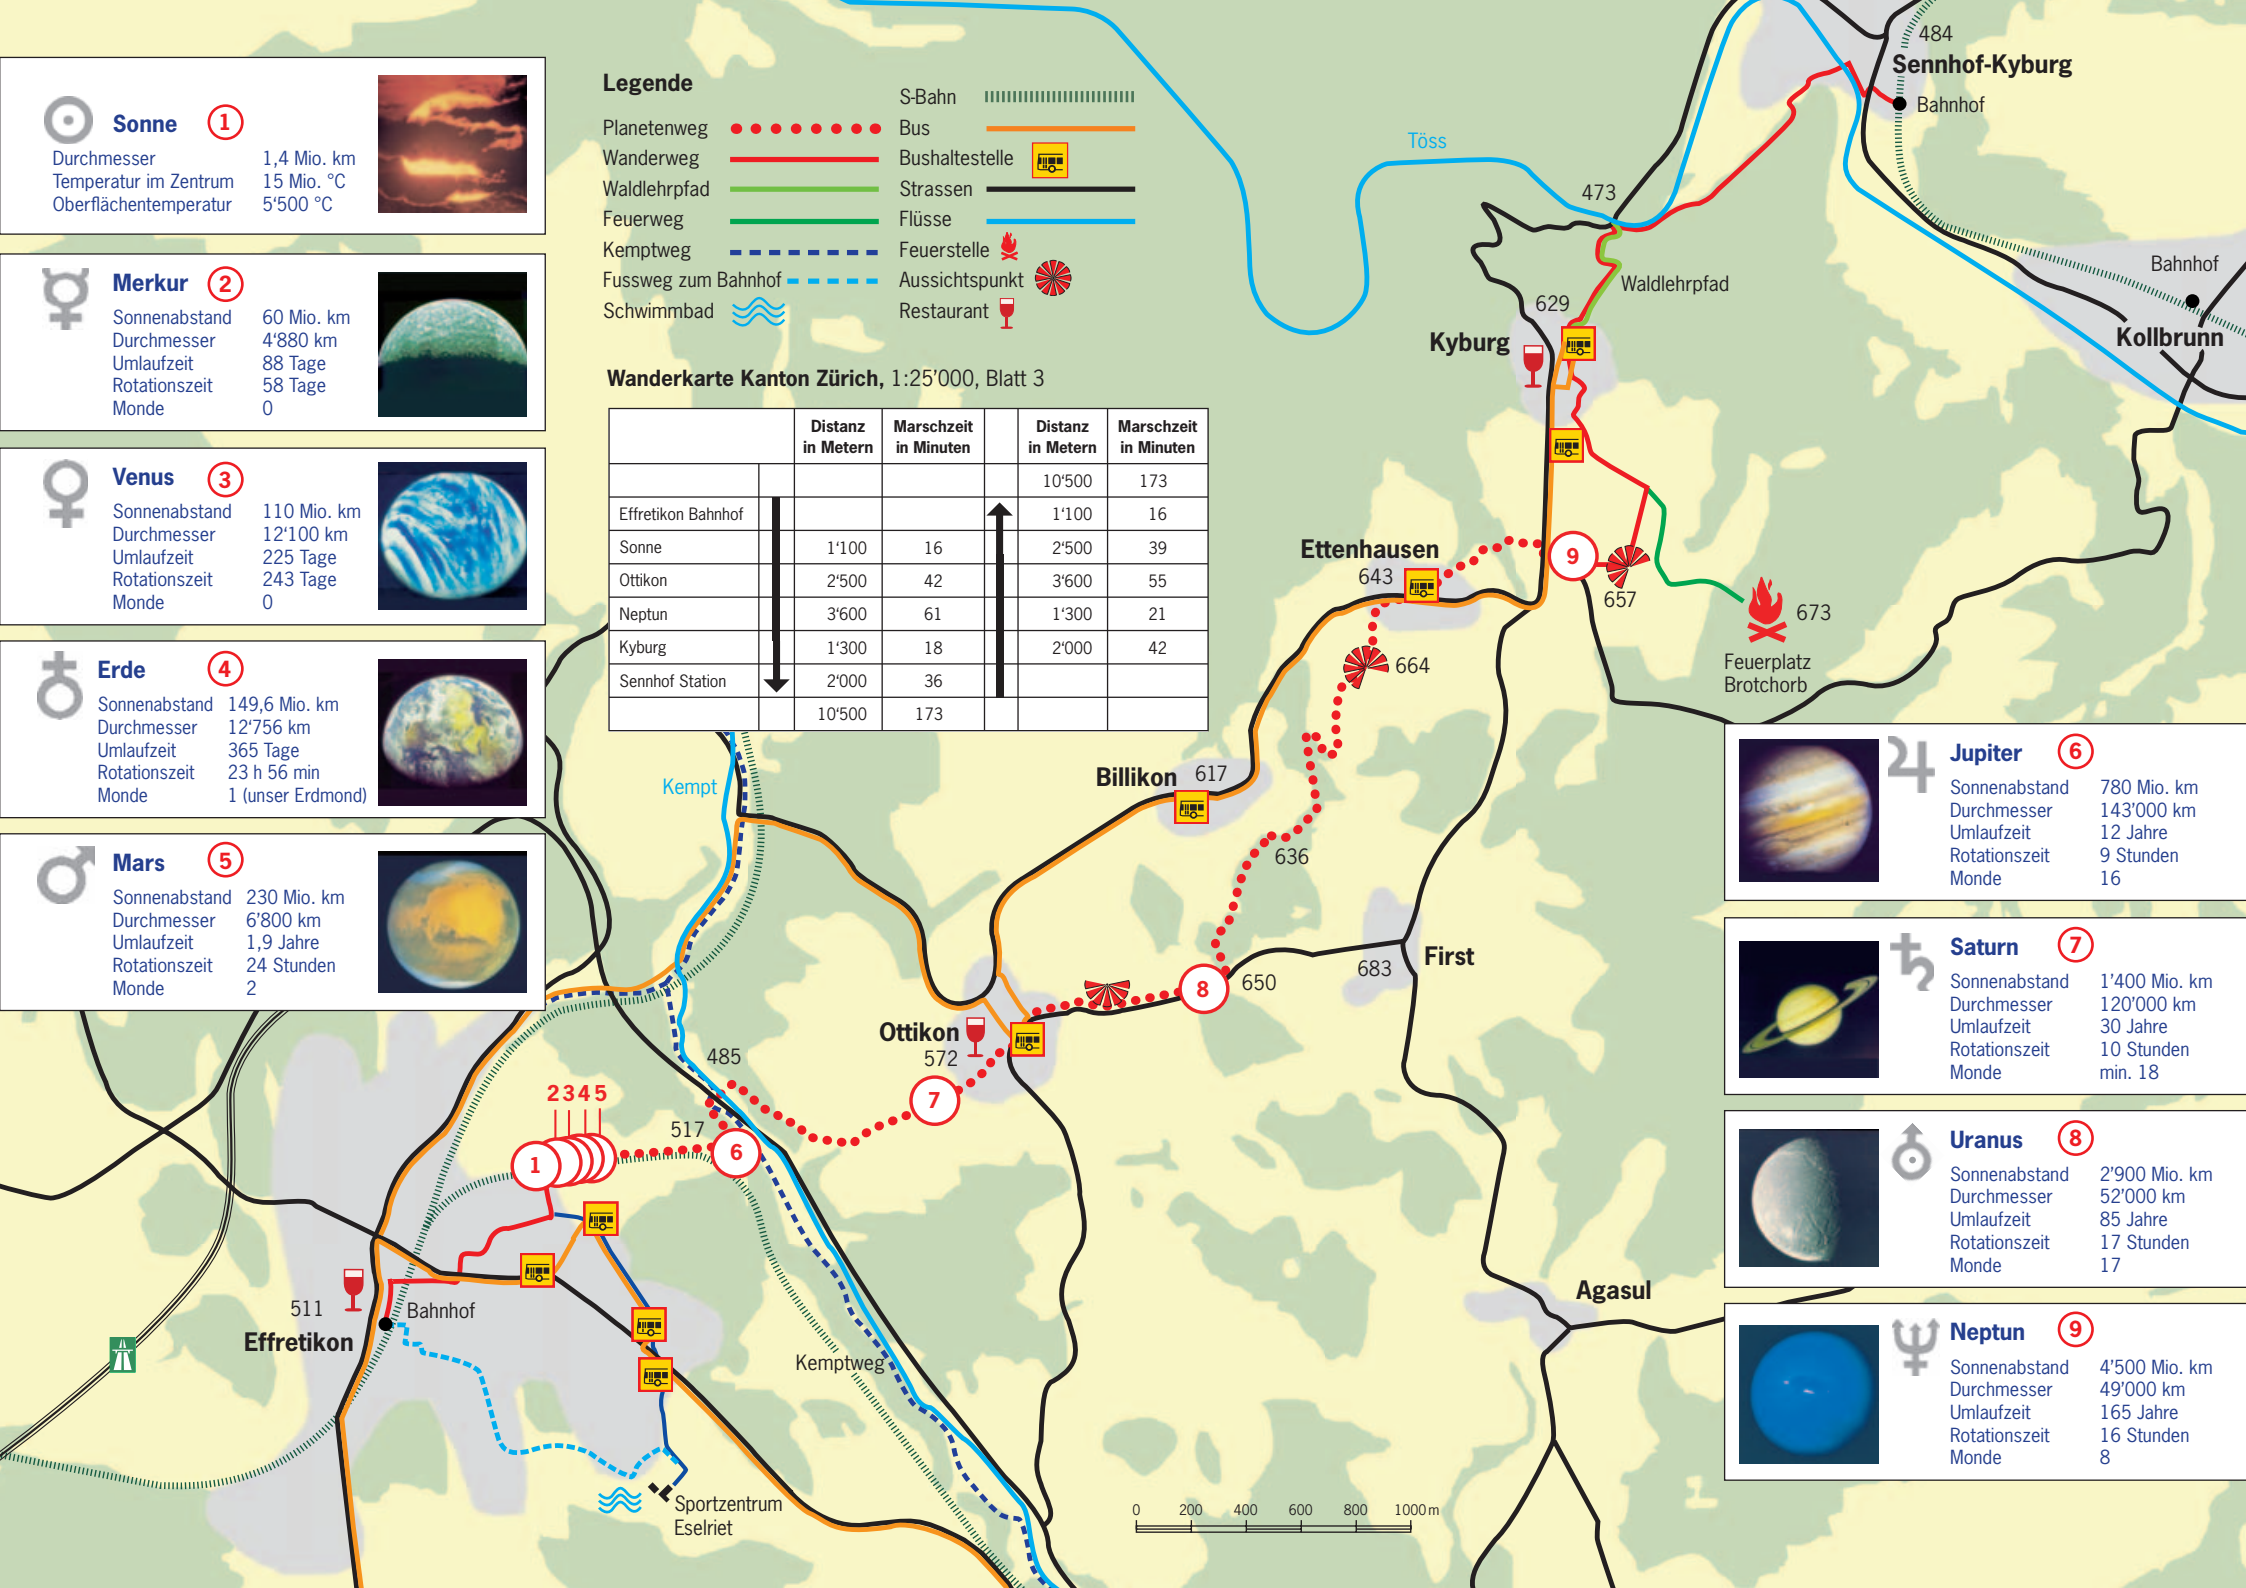 Sonne 1
Durchmesser 1,4 Mio. km
Temperatur im Zentrum 15 Mio. °C
Oberflächentemperatur 5‘500 °C
Merkur 2
Sonnenabstand 60 Mio. km
Durchmesser 4‘880 km
Umlaufzeit 88 Tage
Rotationszeit 58 Tage
Monde 0
Venus 3
Sonnenabstand 110 Mio. km
Durchmesser 12‘100 km
Umlaufzeit 225 Tage
Rotationszeit 243 Tage
Monde 0
Erde 4
Sonnenabstand 149,6 Mio. km
Durchmesser 12‘756 km
Umlaufzeit 365 Tage
Rotationszeit 23 h 56 min
Monde 1 (unser Erdmond)
Mars 5
Sonnenabstand 230 Mio. km
Durchmesser 6’800 km
Umlaufzeit 1,9 Jahre
Rotationszeit 24 Stunden
Monde 2
Legende
Planetenweg
Wanderweg
Waldlehrpfad
Feuerweg
Kemptweg
Fussweg zum Bahnhof
Schwimmbad
S-Bahn
Bus
Bushaltestelle
Strassen
Flüsse
Feuerstelle
Aussichtspunkt
Restaurant
Wanderkarte Kanton Zürich, 1:25’000, Blatt 3
Distanz in Metern Marschzeit in Minuten Distanz in Metern Marschzeit in Minuten
10‘500 173
Effretikon Bahnhof 1‘100 16
Sonne 1‘100 16 2‘500 39
Ottikon 2‘500 42 3‘600 55
Neptun 3‘600 61 1‘300 21
Kyburg 1‘300 18 2‘000 42
Sennhof Station 2‘000 36
10‘500 173
484
Sennhof-Kyburg
Bahnhof
Töss
473
Waldlehrpfad
Bahnhof
Kollbrunn
629
Kyburg
Ettenhausen
643
9
657
673
Feuerplatz
Brotchorb
664
Billikon 617
Kempt
636
First
683
8
650
Ottikon
572
485
7
2 3 4 5
517
1
6
511
Bahnhof
Effretikon
Kemptweg
Agasul
Sportzentrum
Eselriet
0 200 400 600 800 1000 m
Jupiter 6
Sonnenabstand 780 Mio. km
Durchmesser 143’000 km
Umlaufzeit 12 Jahre
Rotationszeit 9 Stunden
Monde 16
Saturn 7
Sonnenabstand 1’400 Mio. km
Durchmesser 120’000 km
Umlaufzeit 30 Jahre
Rotationszeit 10 Stunden
Monde min. 18
Uranus 8
Sonnenabstand 2’900 Mio. km
Durchmesser 52’000 km
Umlaufzeit 85 Jahre
Rotationszeit 17 Stunden
Monde 17
Neptun 9
Sonnenabstand 4’500 Mio. km
Durchmesser 49’000 km
Umlaufzeit 165 Jahre
Rotationszeit 16 Stunden
Monde 8